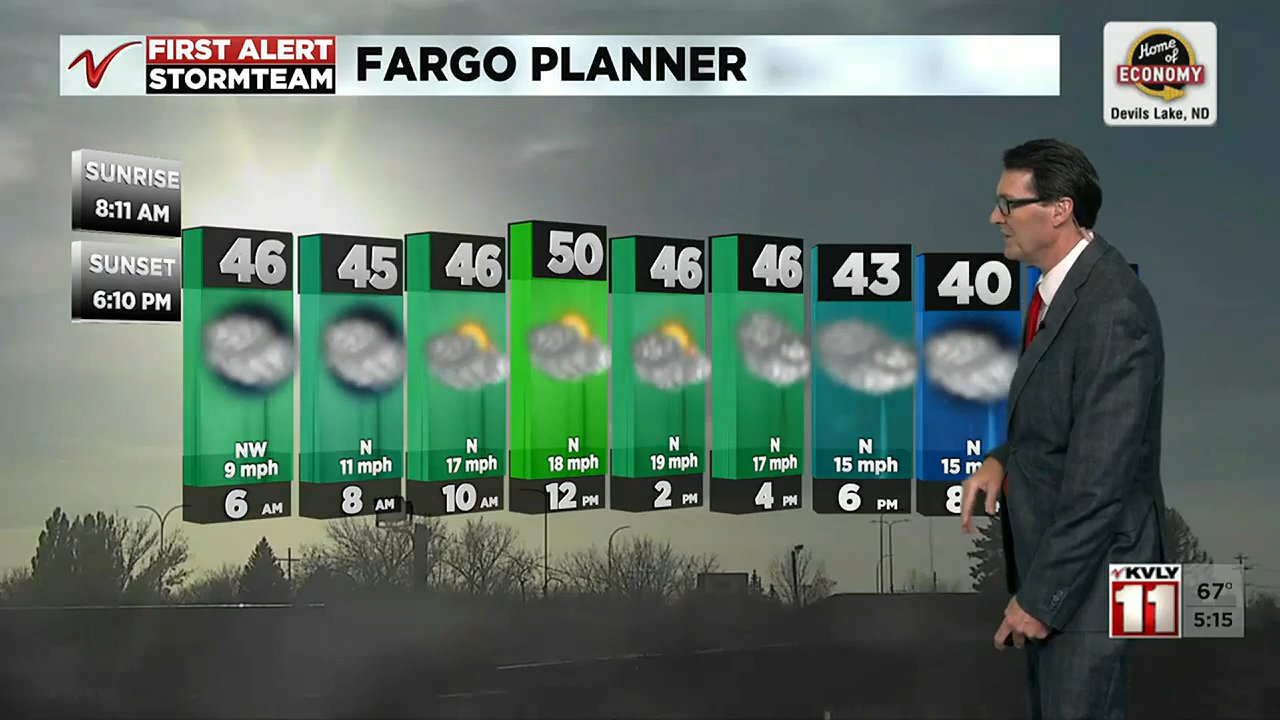 FIRST ALERT
STORMTEAM
FARGO PLANNER
Home
of
ECONOMY
Devils Lake, ND
SUNRISE
8:11 AM
SUNSET
6:10 PM
46 45 46 50 46 46 43 40
NW N N N N N N N
9 mph 11 mph 17 mph 18 mph 19 mph 17 mph 15 mph 15 m
6 AM 8 AM 10 AM 12 PM 2 PM 4 PM 6 PM 8
KVLY
11
67°
5:15